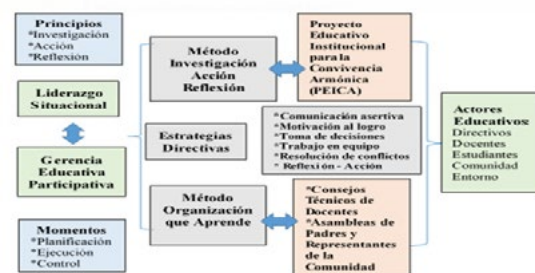 Principios
*Investigación
*Acción
*Reflexión
Liderazgo
Situacional
Gerencia
Educativa
Participativa
Momentos
*Planificación
*Ejecución
*Control
Método
Investigación
Acción
Reflexión
Estrategias
Directivas
Método
Organización
que Aprende
Proyecto
Educativo
Institucional
para la
Convivencia
Armónica
(PEICA)
*Comunicación asertiva
*Motivación al logro
*Toma de decisiones
*Trabajo en equipo
*Resolución de conflictos
* Reflexión - Acción
*Consejos
Técnicos de
Docentes
*Asambleas de
Padres y
Representantes
de la
Comunidad
Actores
Educativos:
Directivos
Docentes
Estudiantes
Comunidad
Entorno